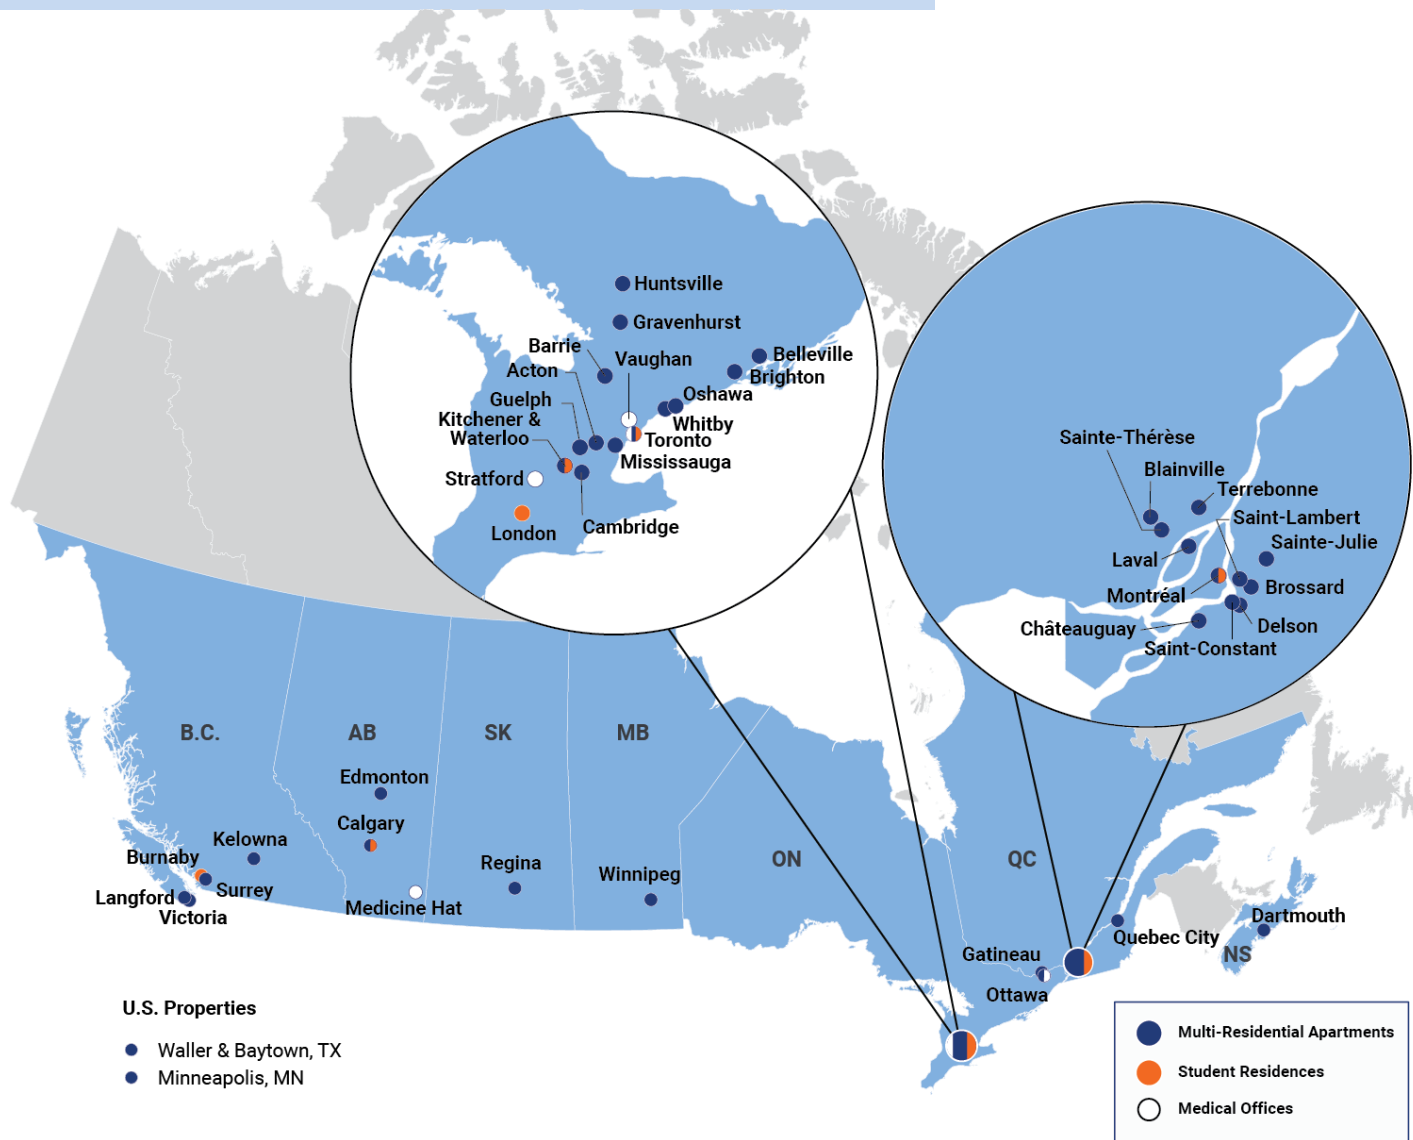 Huntsville
Gravenhurst
Barrie
Vaughan
Belleville
Acton
Brighton
Guelph
Oshawa
Kitchener &
Waterloo
Whitby
Toronto
Mississauga
Stratford
Cambridge
London
Sainte-Thérèse
Blainville
Terrebonne
Saint-Lambert
Sainte-Julie
Laval
Brossard
Montréal
Châteauguay
Delson
Saint-Constant
B.C.
AB
SK
MB
ON
QC
NS
Edmonton
Calgary
Kelowna
Burnaby
Surrey
Langford
Victoria
Medicine Hat
Regina
Winnipeg
Gatineau
Ottawa
Quebec City
Dartmouth
U.S. Properties
Waller & Baytown, TX
Minneapolis, MN
Multi-Residential Apartments
Student Residences
Medical Offices